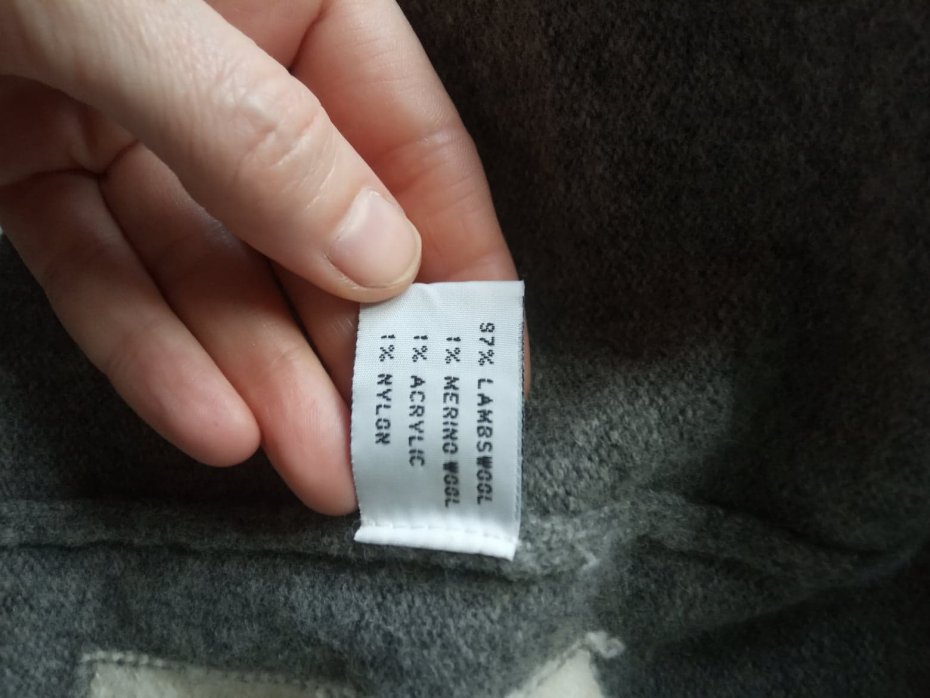 97% LAMBSWOOL
1% MERINO WOOL
1% ACRYLIC
1% NYLON